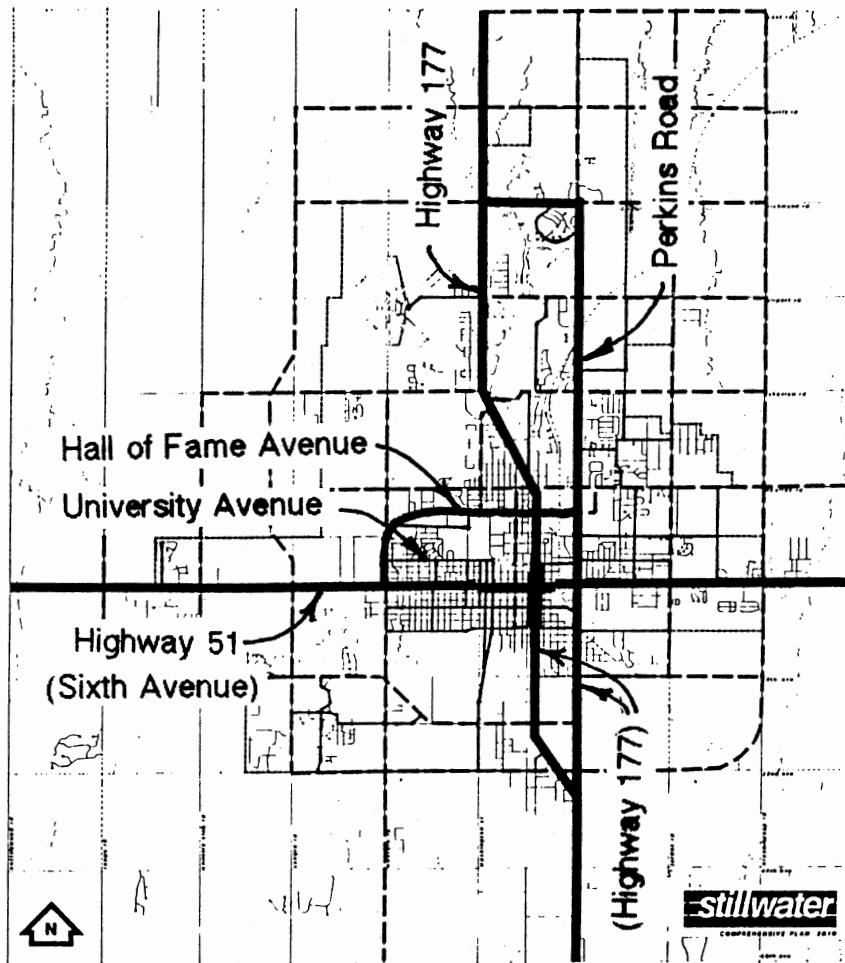 Highway 177
Perkins Road
Hall of Fame Avenue
University Avenue
Highway 51
(Sixth Avenue)
(Highway 177)
N
stillwater
COMPREHENSIVE PLAN 2010